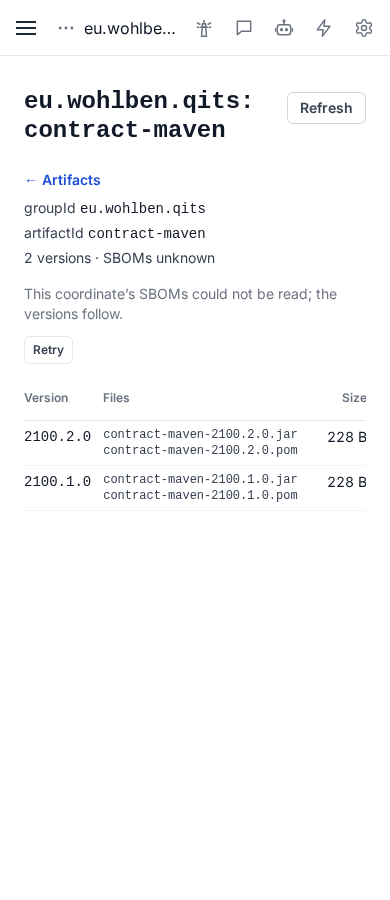 eu.wohlbe...
eu.wohlben.qits:
contract-maven
Refresh
← Artifacts
groupId eu.wohlben.qits
artifactId contract-maven
2 versions · SBOMs unknown
This coordinate's SBOMs could not be read; the
versions follow.
Retry
Version Files Size
2100.2.0 contract-maven-2100.2.0.jar 228 B
contract-maven-2100.2.0.pom
2100.1.0 contract-maven-2100.1.0.jar 228 B
contract-maven-2100.1.0.pom